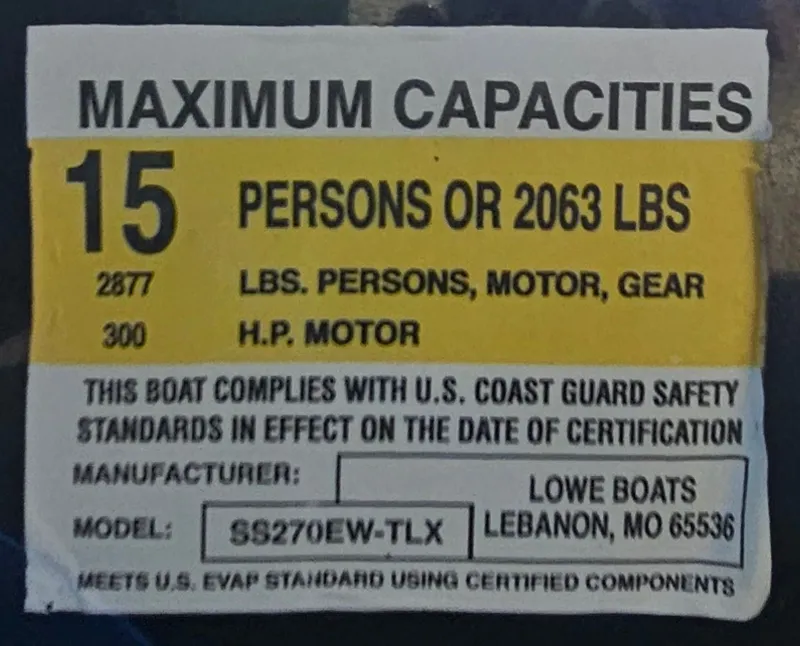 MAXIMUM CAPACITIES
15 PERSONS OR 2063 LBS
2877 LBS. PERSONS, MOTOR, GEAR
300 H.P. MOTOR
THIS BOAT COMPLIES WITH U.S. COAST GUARD SAFETY
STANDARDS IN EFFECT ON THE DATE OF CERTIFICATION
MANUFACTURER:
LOWE BOATS
LEBANON, MO 65536
MODEL: SS270EW-TLX
MEETS U.S. EVAP STANDARD USING CERTIFIED COMPONENTS